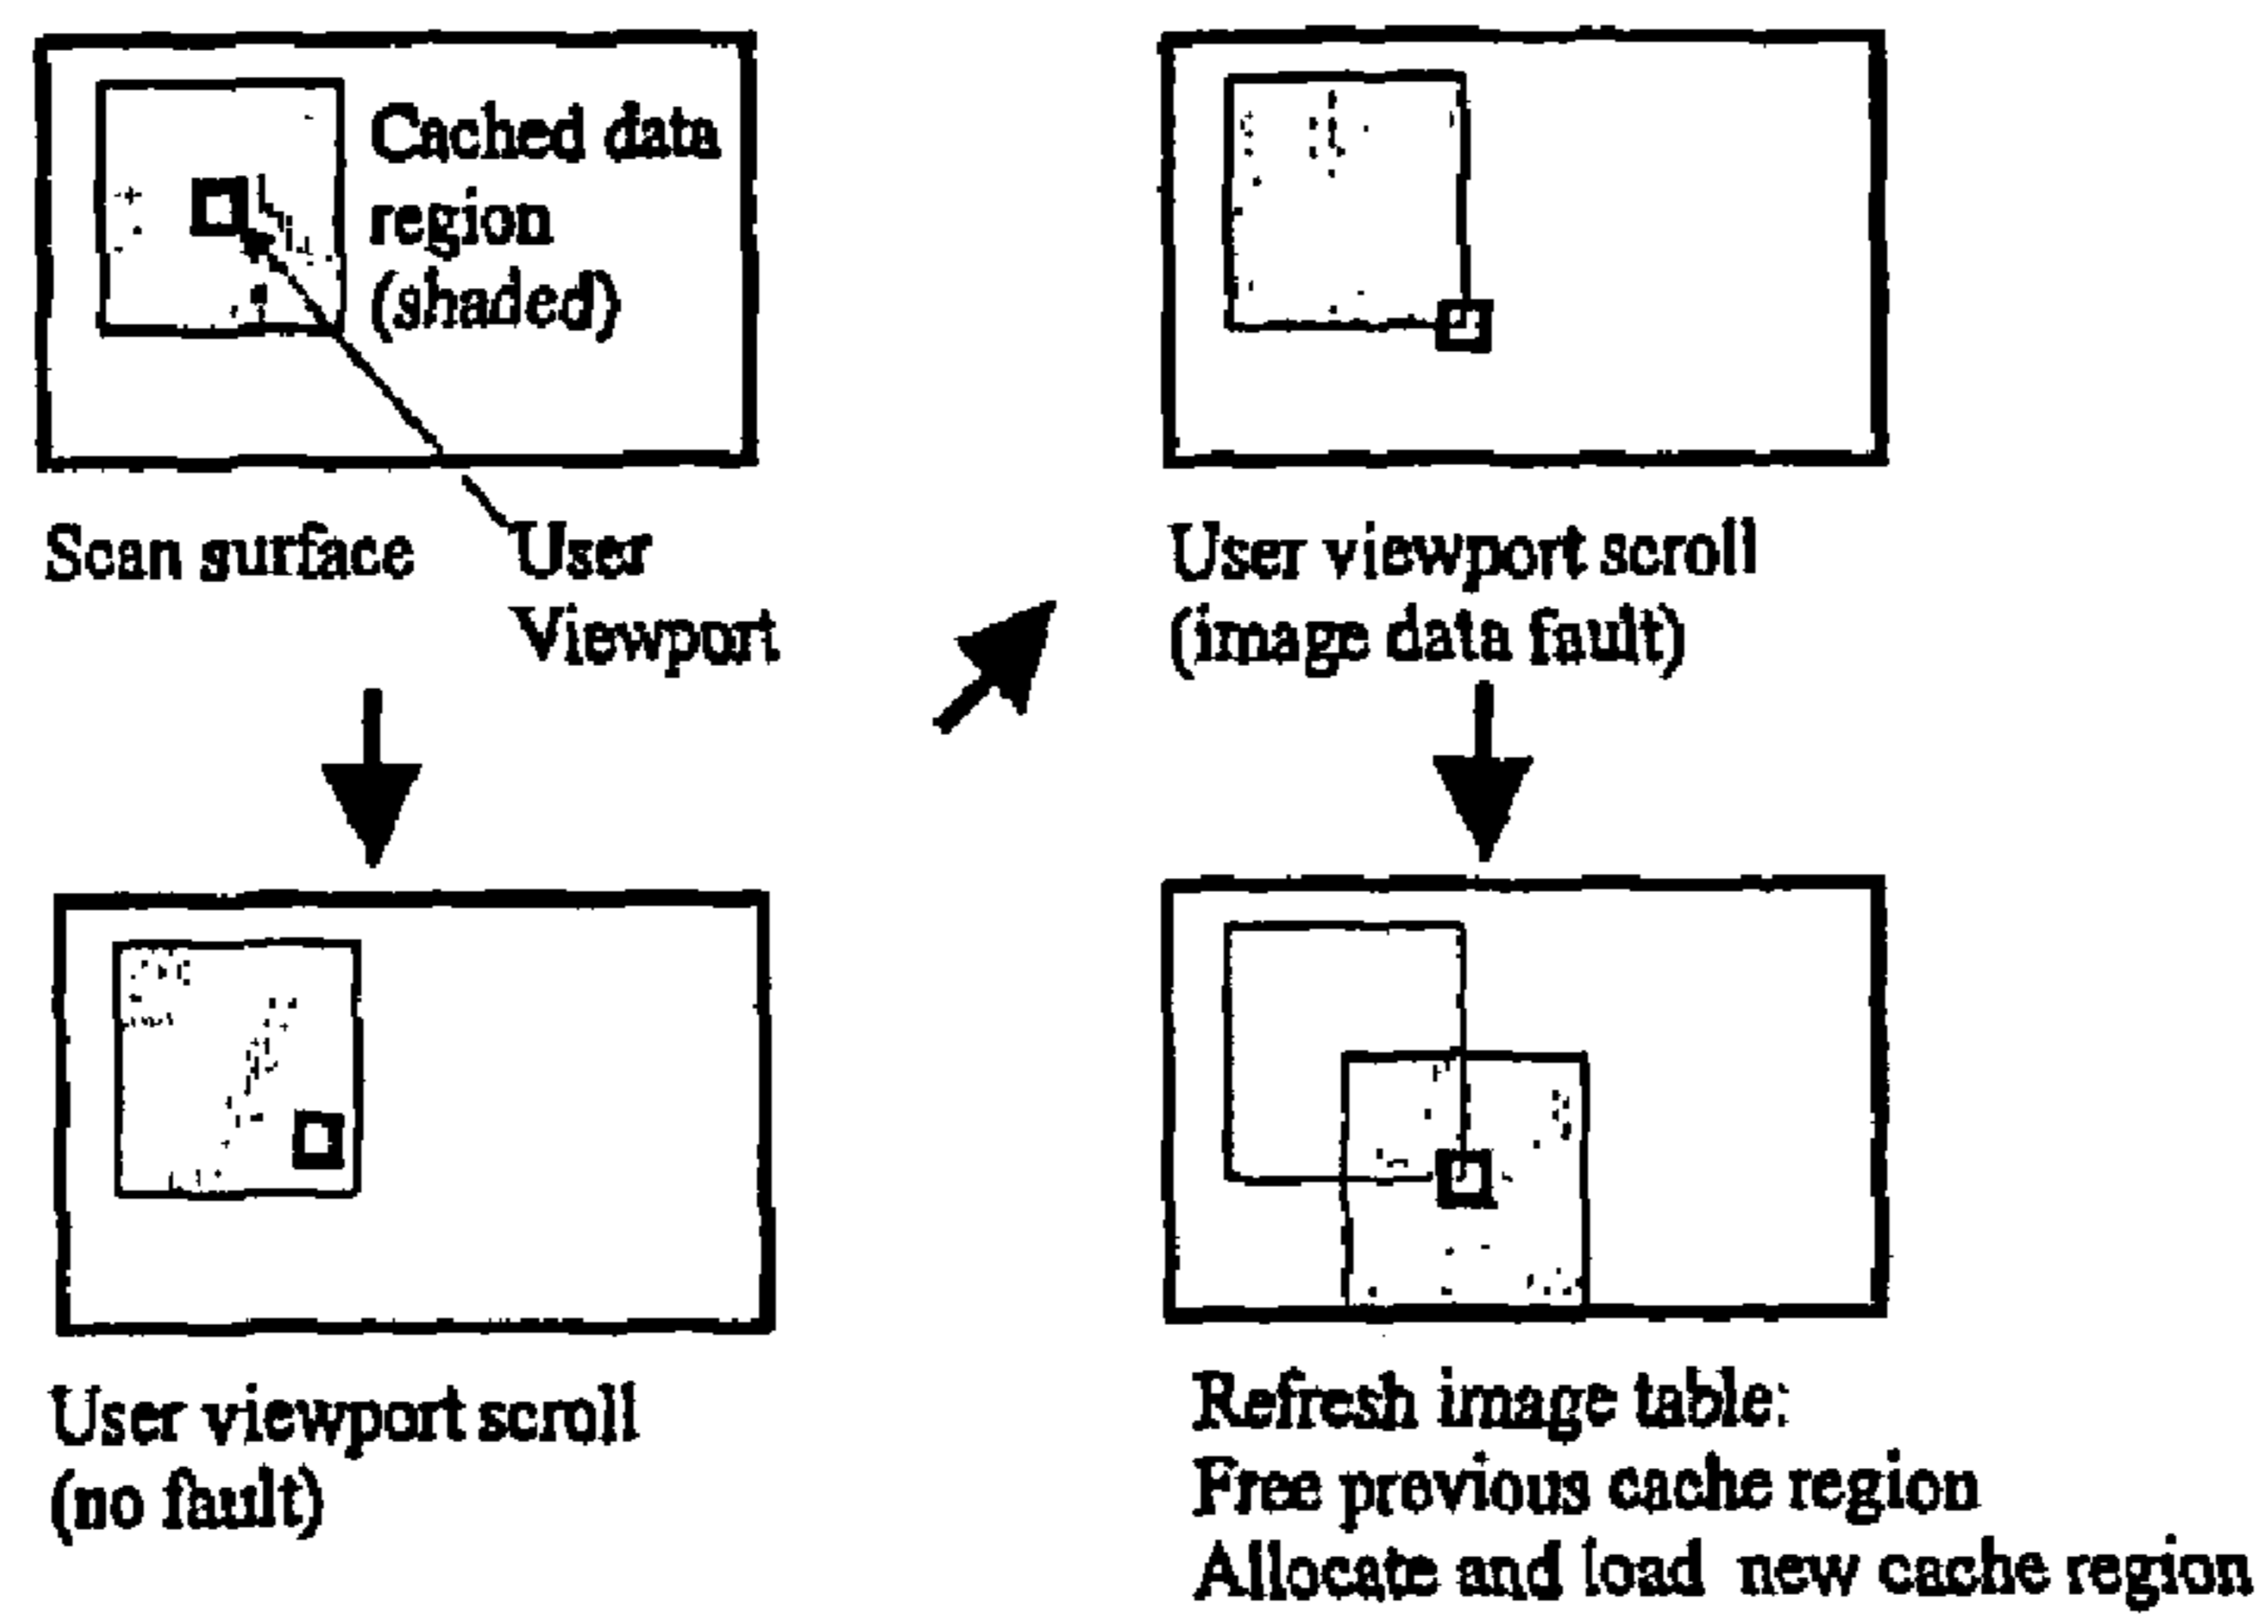 Cached data
region
(shaded)
Scan surface
User
Viewport
User viewport scroll
(no fault)
User viewport scroll
(image data fault)
Refresh image table:
Free previous cache region
Allocate and load new cache region